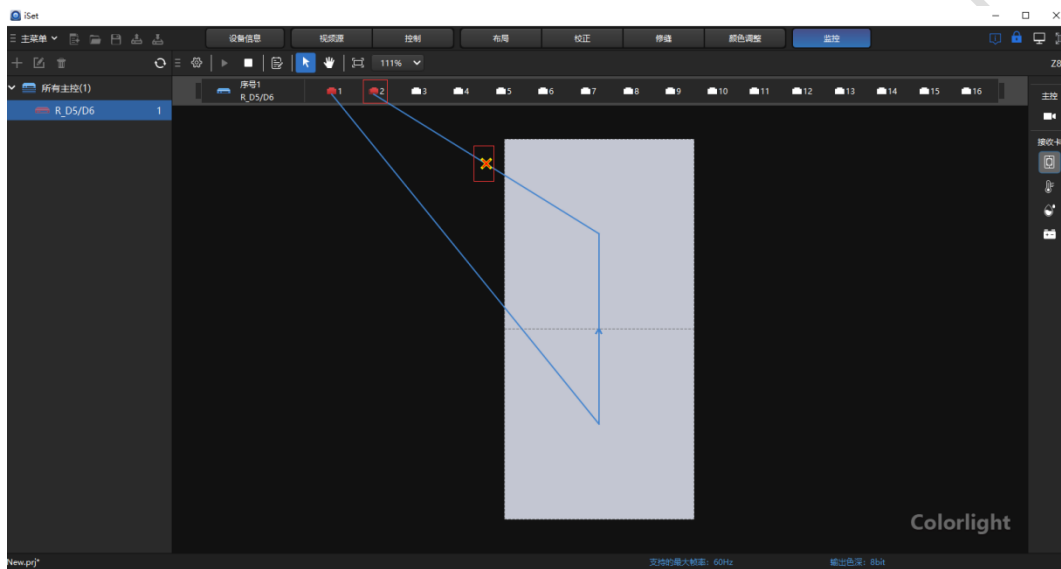 iSet
主菜单
设备信息 视频源 控制 布局 校正 修缝 颜色调整 监控
111%
Z8
所有主控(1)
序号1
R_D5/D6
1 2 3 4 5 6 7 8 9 10 11 12 13 14 15 16
R_D5/D6 1
主控
接收卡
Colorlight
New.prj* 支持的最大帧率: 60Hz 输出色深: 8bit